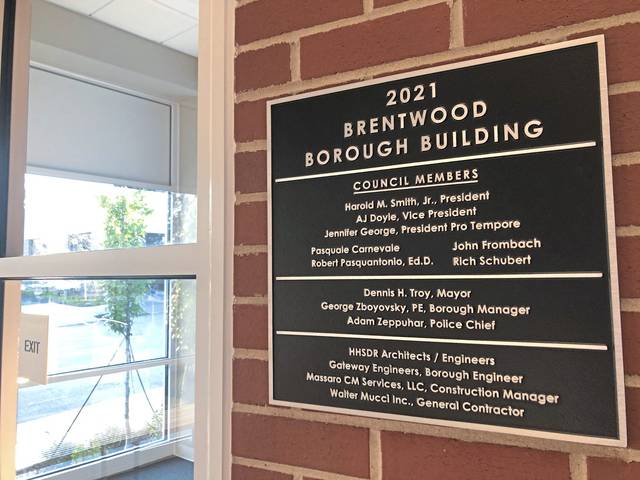 2021
BRENTWOOD
BOROUGH BUILDING
COUNCIL MEMBERS
Harold M. Smith, Jr., President
AJ Doyle, Vice President
Jennifer George, President Pro Tempore
Pasquale Carnevale John Frombach
Robert Pasquantonio, Ed.D. Rich Schubert
Dennis H. Troy, Mayor
George Zboyovsky, PE, Borough Manager
Adam Zeppuhar, Police Chief
HHSDR Architects / Engineers
Gateway Engineers, Borough Engineer
Massaro CM Services, LLC, Construction Manager
Walter Mucci Inc., General Contractor
EXIT